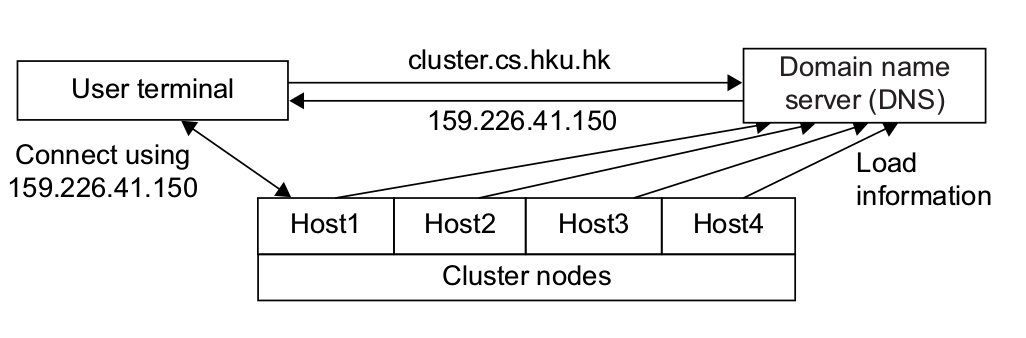 cluster.cs.hku.hk
User terminal
Domain name
server (DNS)
159.226.41.150
Connect using
159.226.41.150
Load
information
Host1
Host2
Host3
Host4
Cluster nodes